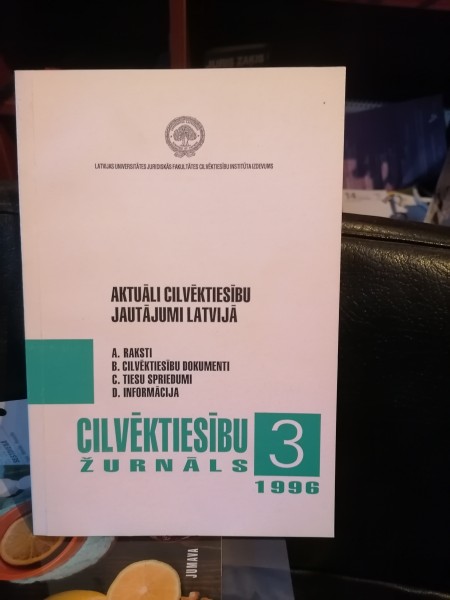 LATVIJAS UNIVERSITĀTES JURIDISKĀS FAKULTĀTES CILVĒKTIESĪBU INSTITŪTA IZDEVUMS
AKTUĀLI CILVĒKTIESĪBU
JAUTĀJUMI LATVIJĀ
A. RAKSTI
B. CILVĒKTIESĪBU DOKUMENTI
C. TIESU SPRIEDUMI
D. INFORMĀCIJA
CILVĒKTIESĪBU 3
ŽURNĀLS
1996
JUMAVA